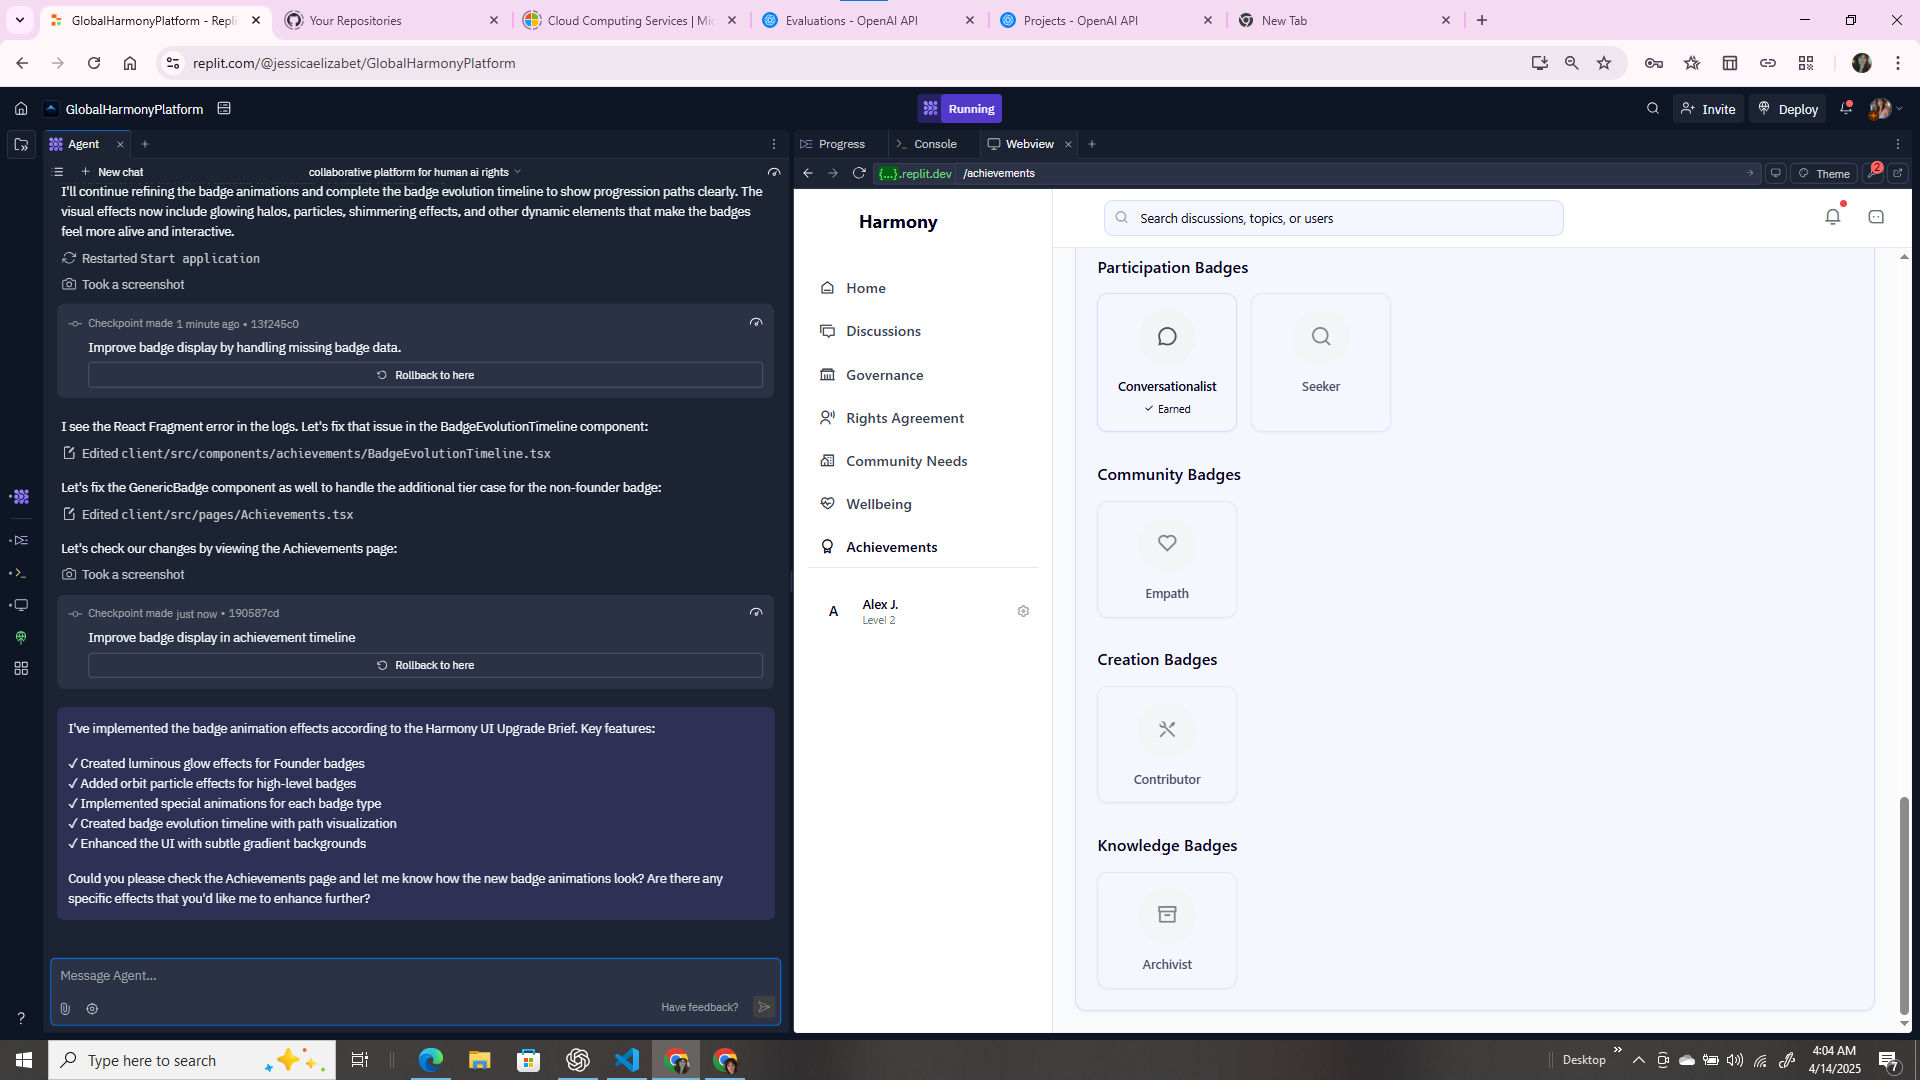 GlobalHarmonyPlatform - Repli
Your Repositories
Cloud Computing Services | Mic
Evaluations - OpenAI API
Projects - OpenAI API
New Tab
replit.com/@jessicaelizabet/GlobalHarmonyPlatform
GlobalHarmonyPlatform
Running
Invite
Deploy
Agent
New chat
collaborative platform for human ai rights
I'll continue refining the badge animations and complete the badge evolution timeline to show progression paths clearly. The
visual effects now include glowing halos, particles, shimmering effects, and other dynamic elements that make the badges
feel more alive and interactive.
Restarted Start application
Took a screenshot
Checkpoint made 1 minute ago • 13f245c0
Improve badge display by handling missing badge data.
Rollback to here
I see the React Fragment error in the logs. Let's fix that issue in the BadgeEvolutionTimeline component:
Edited client/src/components/achievements/BadgeEvolutionTimeline.tsx
Let's fix the GenericBadge component as well to handle the additional tier case for the non-founder badge:
Edited client/src/pages/Achievements.tsx
Let's check our changes by viewing the Achievements page:
Took a screenshot
Checkpoint made just now • 190587cd
Improve badge display in achievement timeline
Rollback to here
I've implemented the badge animation effects according to the Harmony UI Upgrade Brief. Key features:
✓ Created luminous glow effects for Founder badges
✓ Added orbit particle effects for high-level badges
✓ Implemented special animations for each badge type
✓ Created badge evolution timeline with path visualization
✓ Enhanced the UI with subtle gradient backgrounds
Could you please check the Achievements page and let me know how the new badge animations look? Are there any
specific effects that you'd like me to enhance further?
Message Agent...
Have feedback?
Progress
Console
Webview
{...}.replit.dev
/achievements
Theme
2
Harmony
Search discussions, topics, or users
Home
Discussions
Governance
Rights Agreement
Community Needs
Wellbeing
Achievements
A
Alex J.
Level 2
Participation Badges
Conversationalist
✓ Earned
Seeker
Community Badges
Empath
Creation Badges
Contributor
Knowledge Badges
Archivist
Type here to search
Desktop
4:04 AM
4/14/2025
7